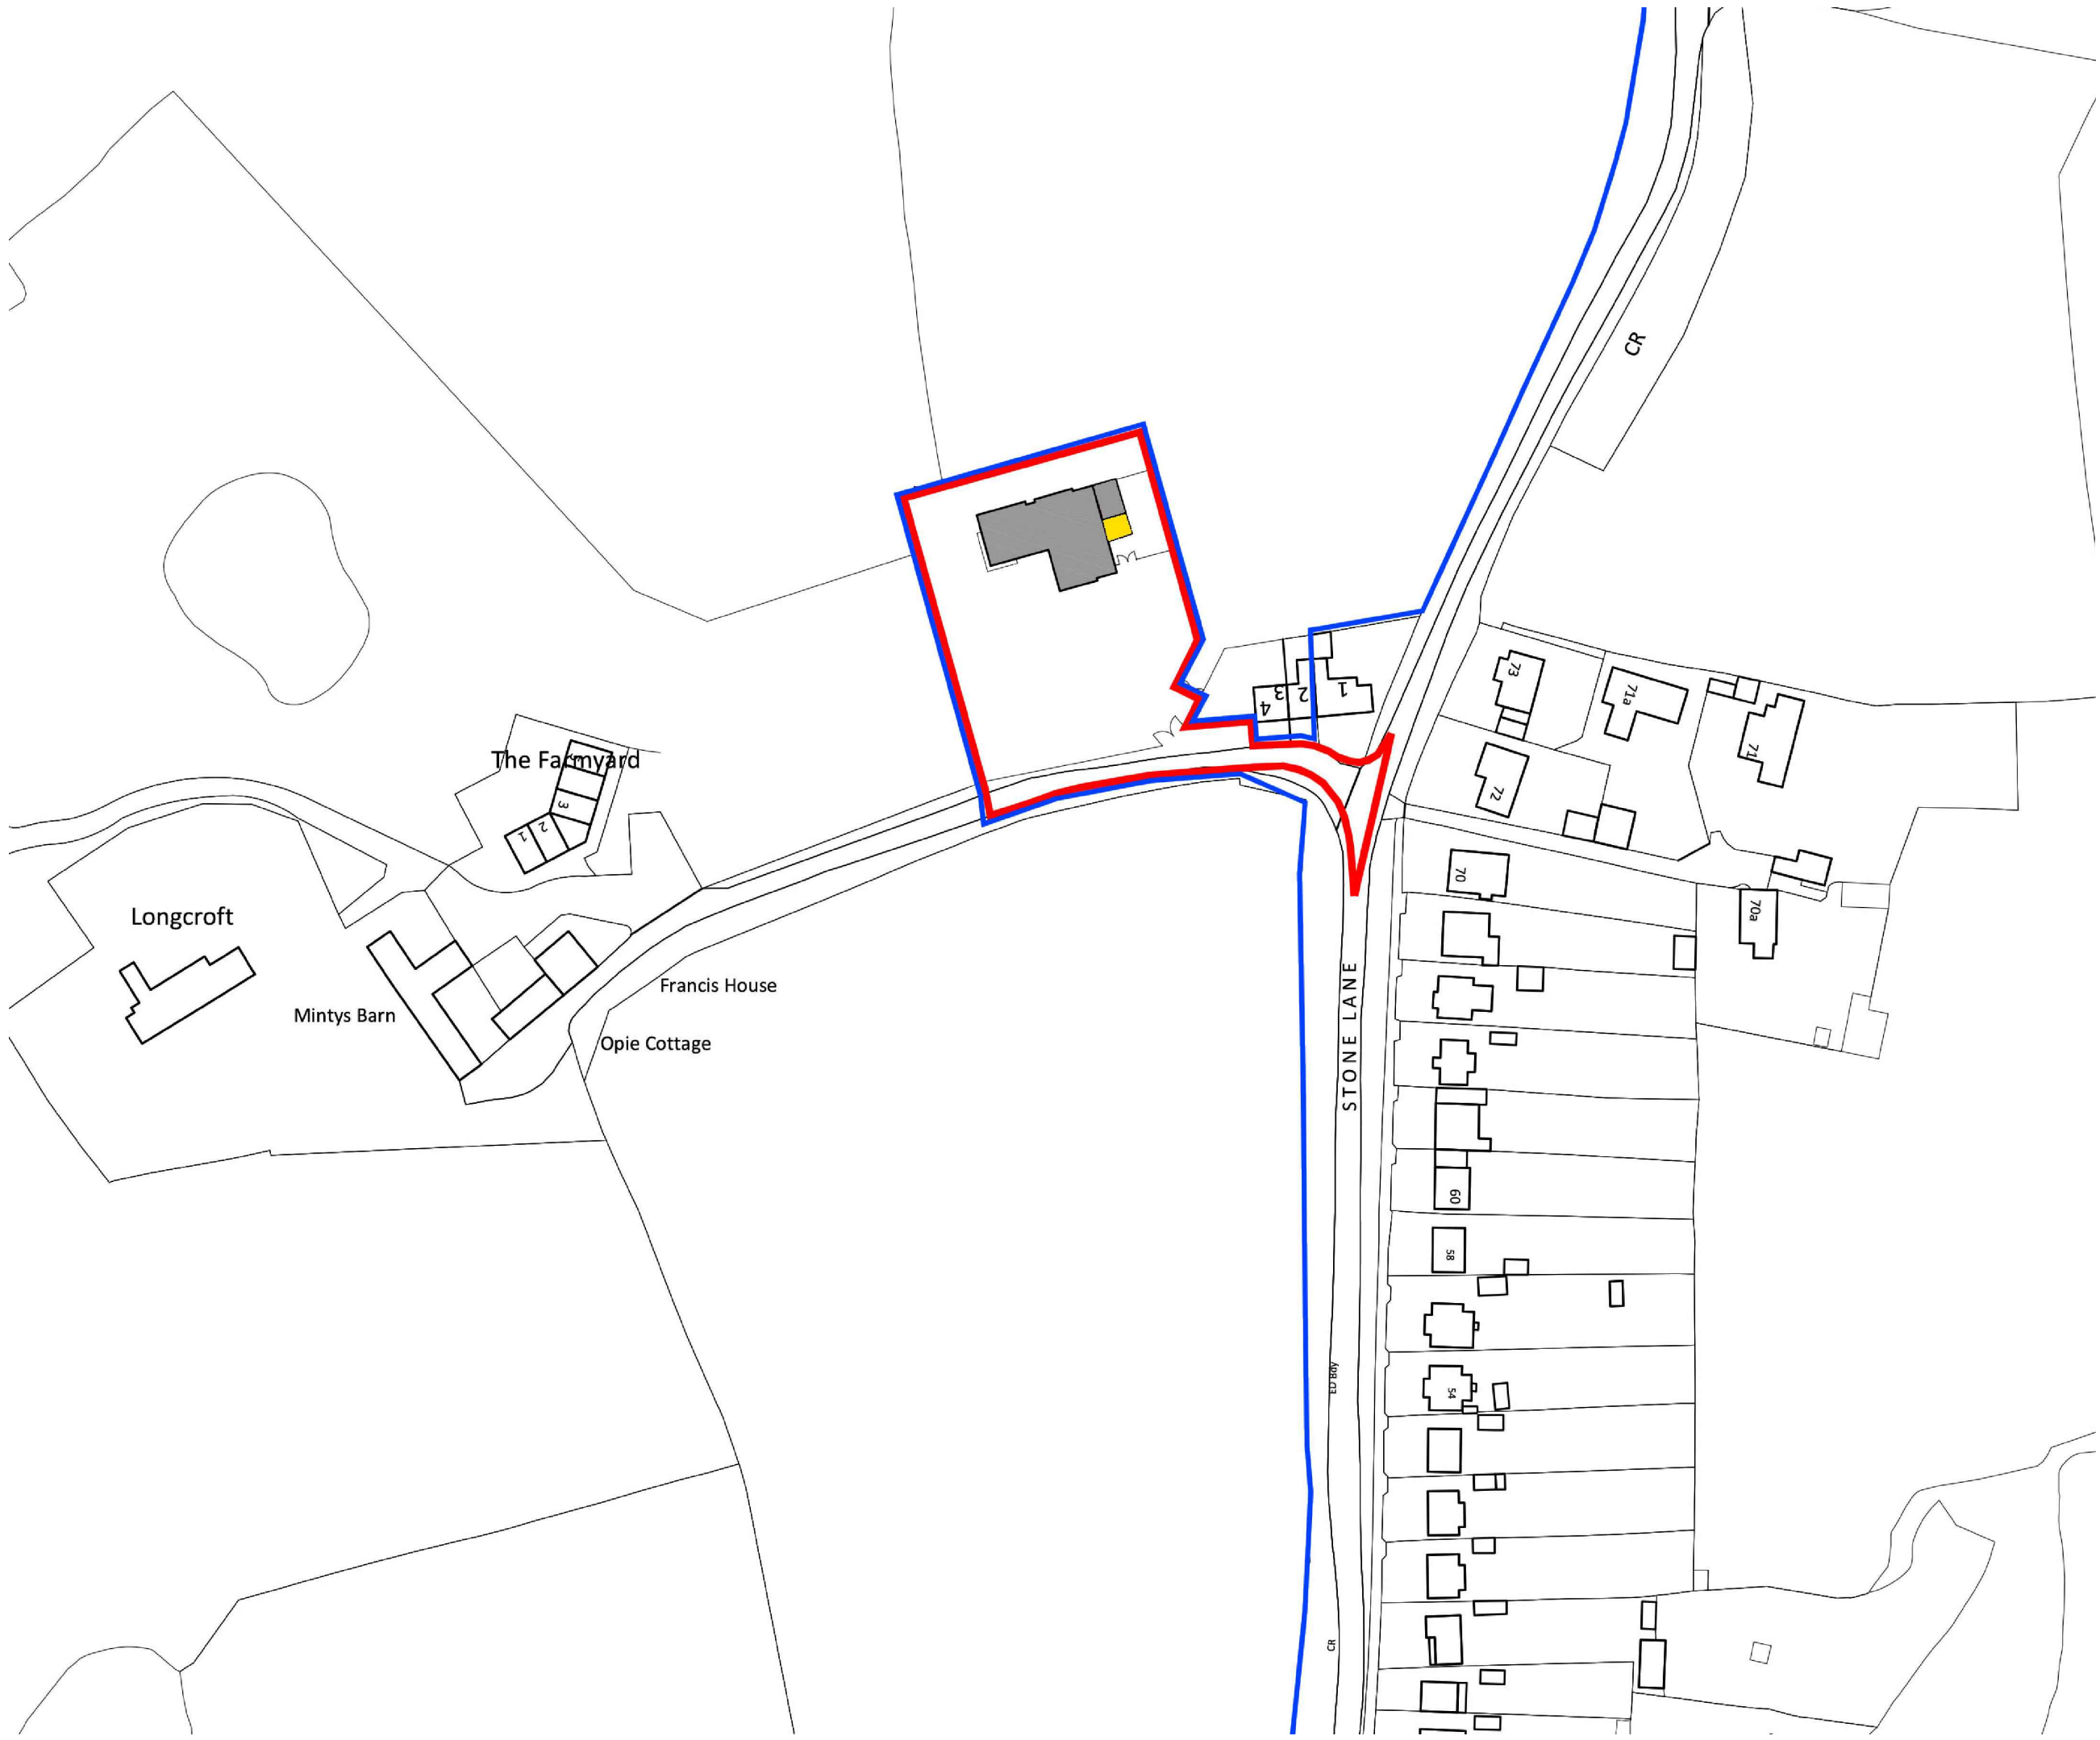 CR
73
71a
71
72
1
2
3
4
The Farmyard
3
2
1
70
70a
Longcroft
Francis House
Mintys Barn
Opie Cottage
STONE LANE
60
58
ED Bdy
54
CR